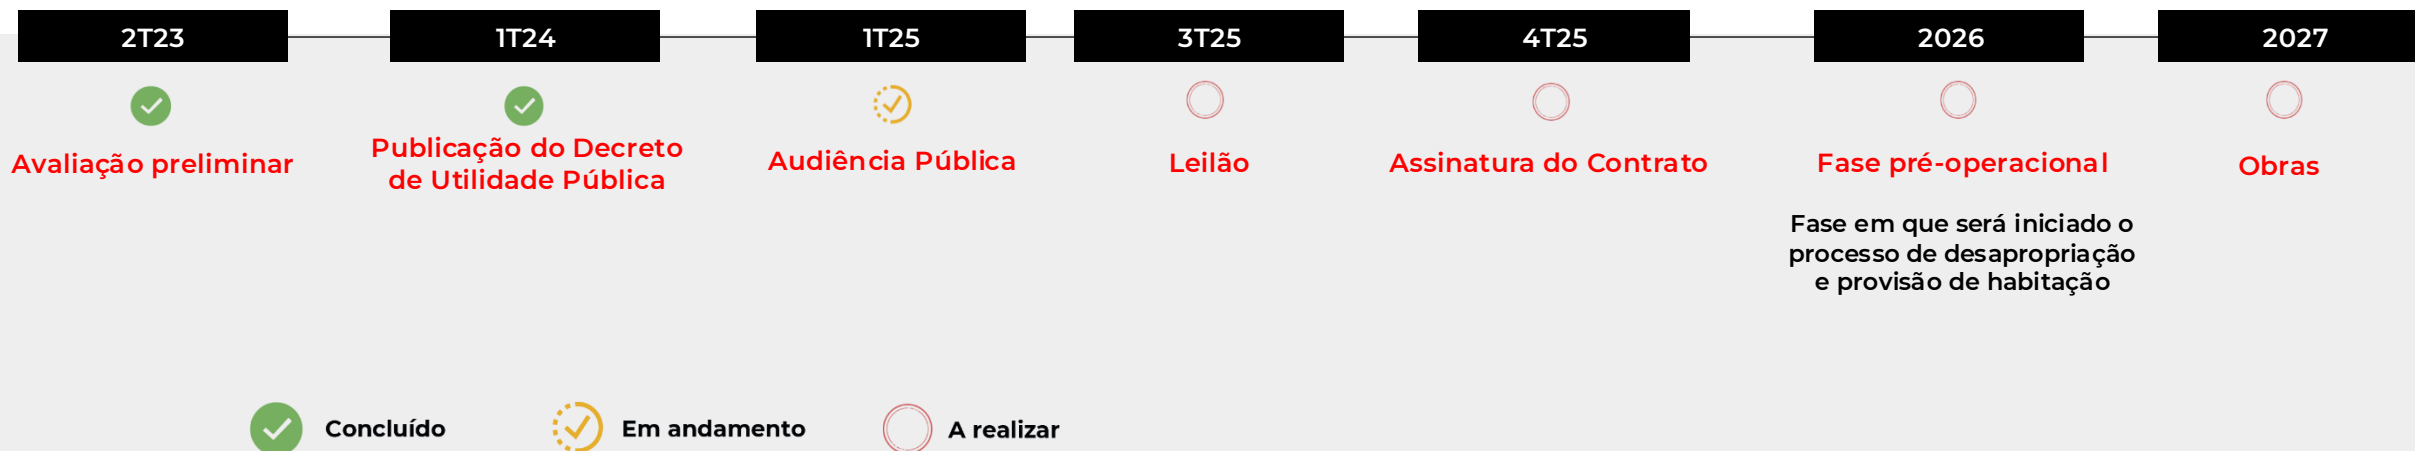 2T23
1T24
1T25
3T25
4T25
2026
2027
Avaliação preliminar
Publicação do Decreto
de Utilidade Pública
Audiência Pública
Leilão
Assinatura do Contrato
Fase pré-operacional
Obras
Fase em que será iniciado o
processo de desapropriação
e provisão de habitação
Concluído
Em andamento
A realizar